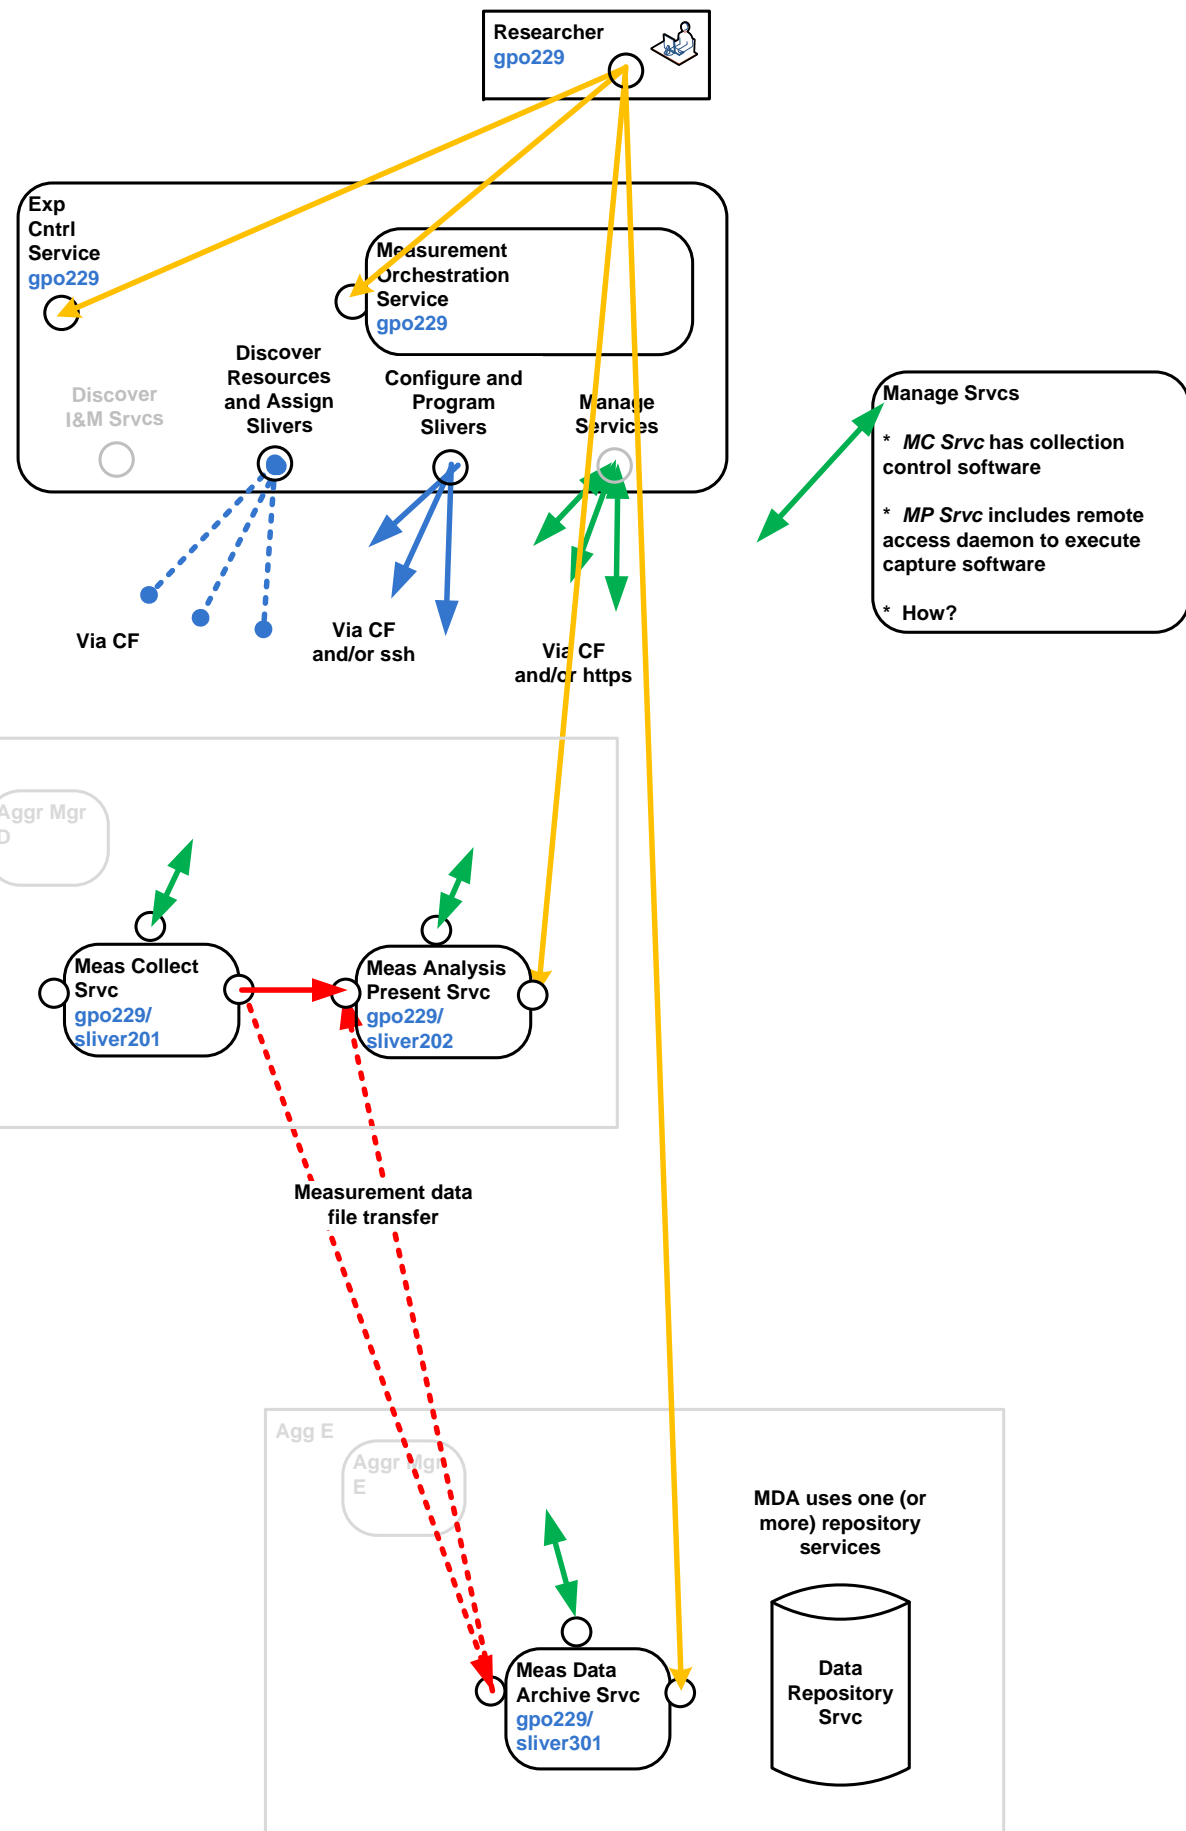 Researcher
gpo229
Exp
Cntrl
Service
gpo229
Measurement
Orchestration
Service
gpo229
Discover
I&M Srvcs
Discover
Resources
and Assign
Slivers
Configure and
Program
Slivers
Manage
Services
Manage Srvcs
* MC Srvc has collection
control software
* MP Srvc includes remote
access daemon to execute
capture software
* How?
Via CF
Via CF
and/or ssh
Via CF
and/or https
Aggr Mgr
D
Meas Collect
Srvc
gpo229/
sliver201
Meas Analysis
Present Srvc
gpo229/
sliver202
Measurement data
file transfer
Agg E
Aggr Mgr
E
MDA uses one (or
more) repository
services
Meas Data
Archive Srvc
gpo229/
sliver301
Data
Repository
Srvc